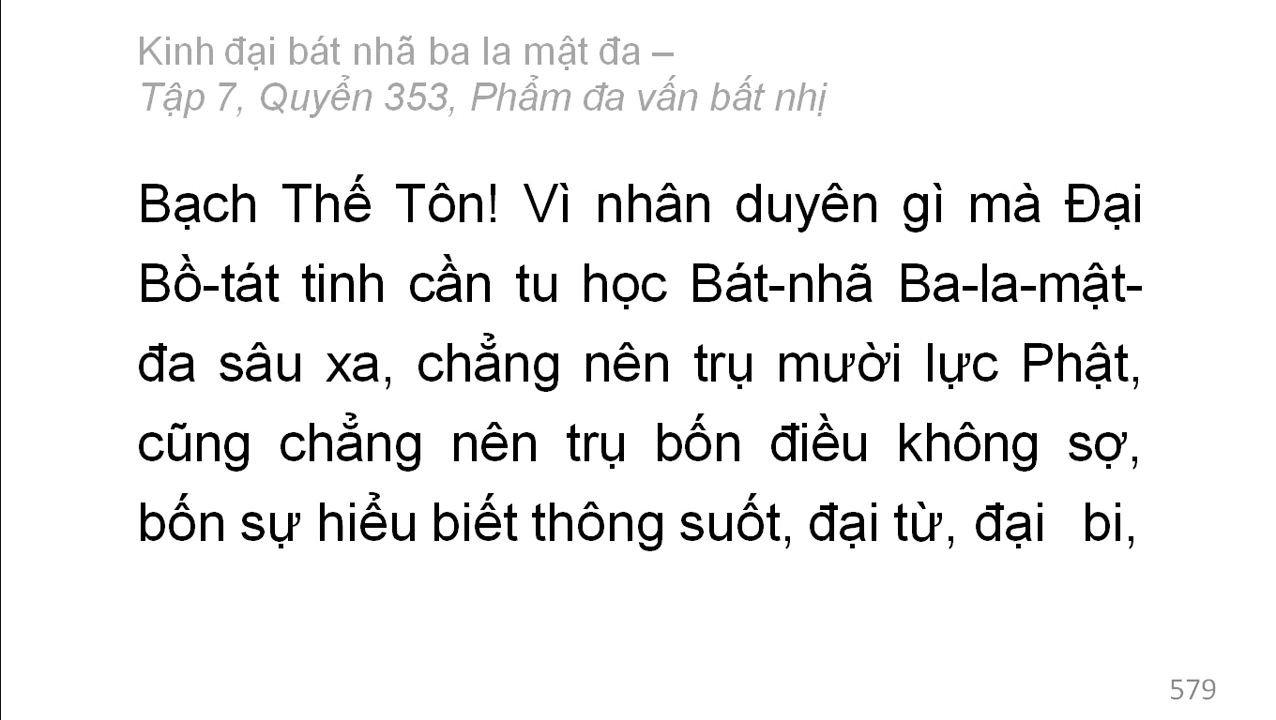 Kinh đại bát nhã ba la mật đa –
Tập 7, Quyển 353, Phẩm đa vấn bất nhị
Bạch Thế Tôn! Vì nhân duyên gì mà Đại
Bồ-tát tinh cần tu học Bát-nhã Ba-la-mật-
đa sâu xa, chẳng nên trụ mười lực Phật,
cũng chẳng nên trụ bốn điều không sợ,
bốn sự hiểu biết thông suốt, đại từ, đại bi,
579